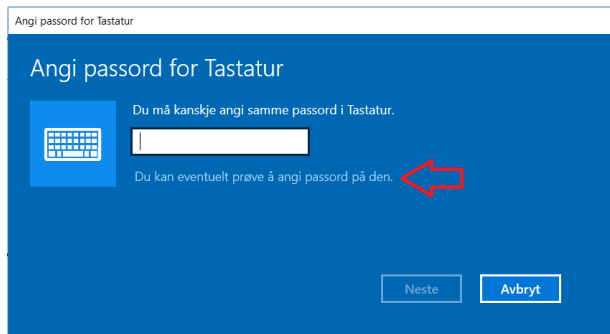 Angi passord for Tastatur
Angi passord for Tastatur
Du må kanskje angi samme passord i Tastatur.
Du kan eventuelt prøve å angi passord på den.
Neste
Avbryt